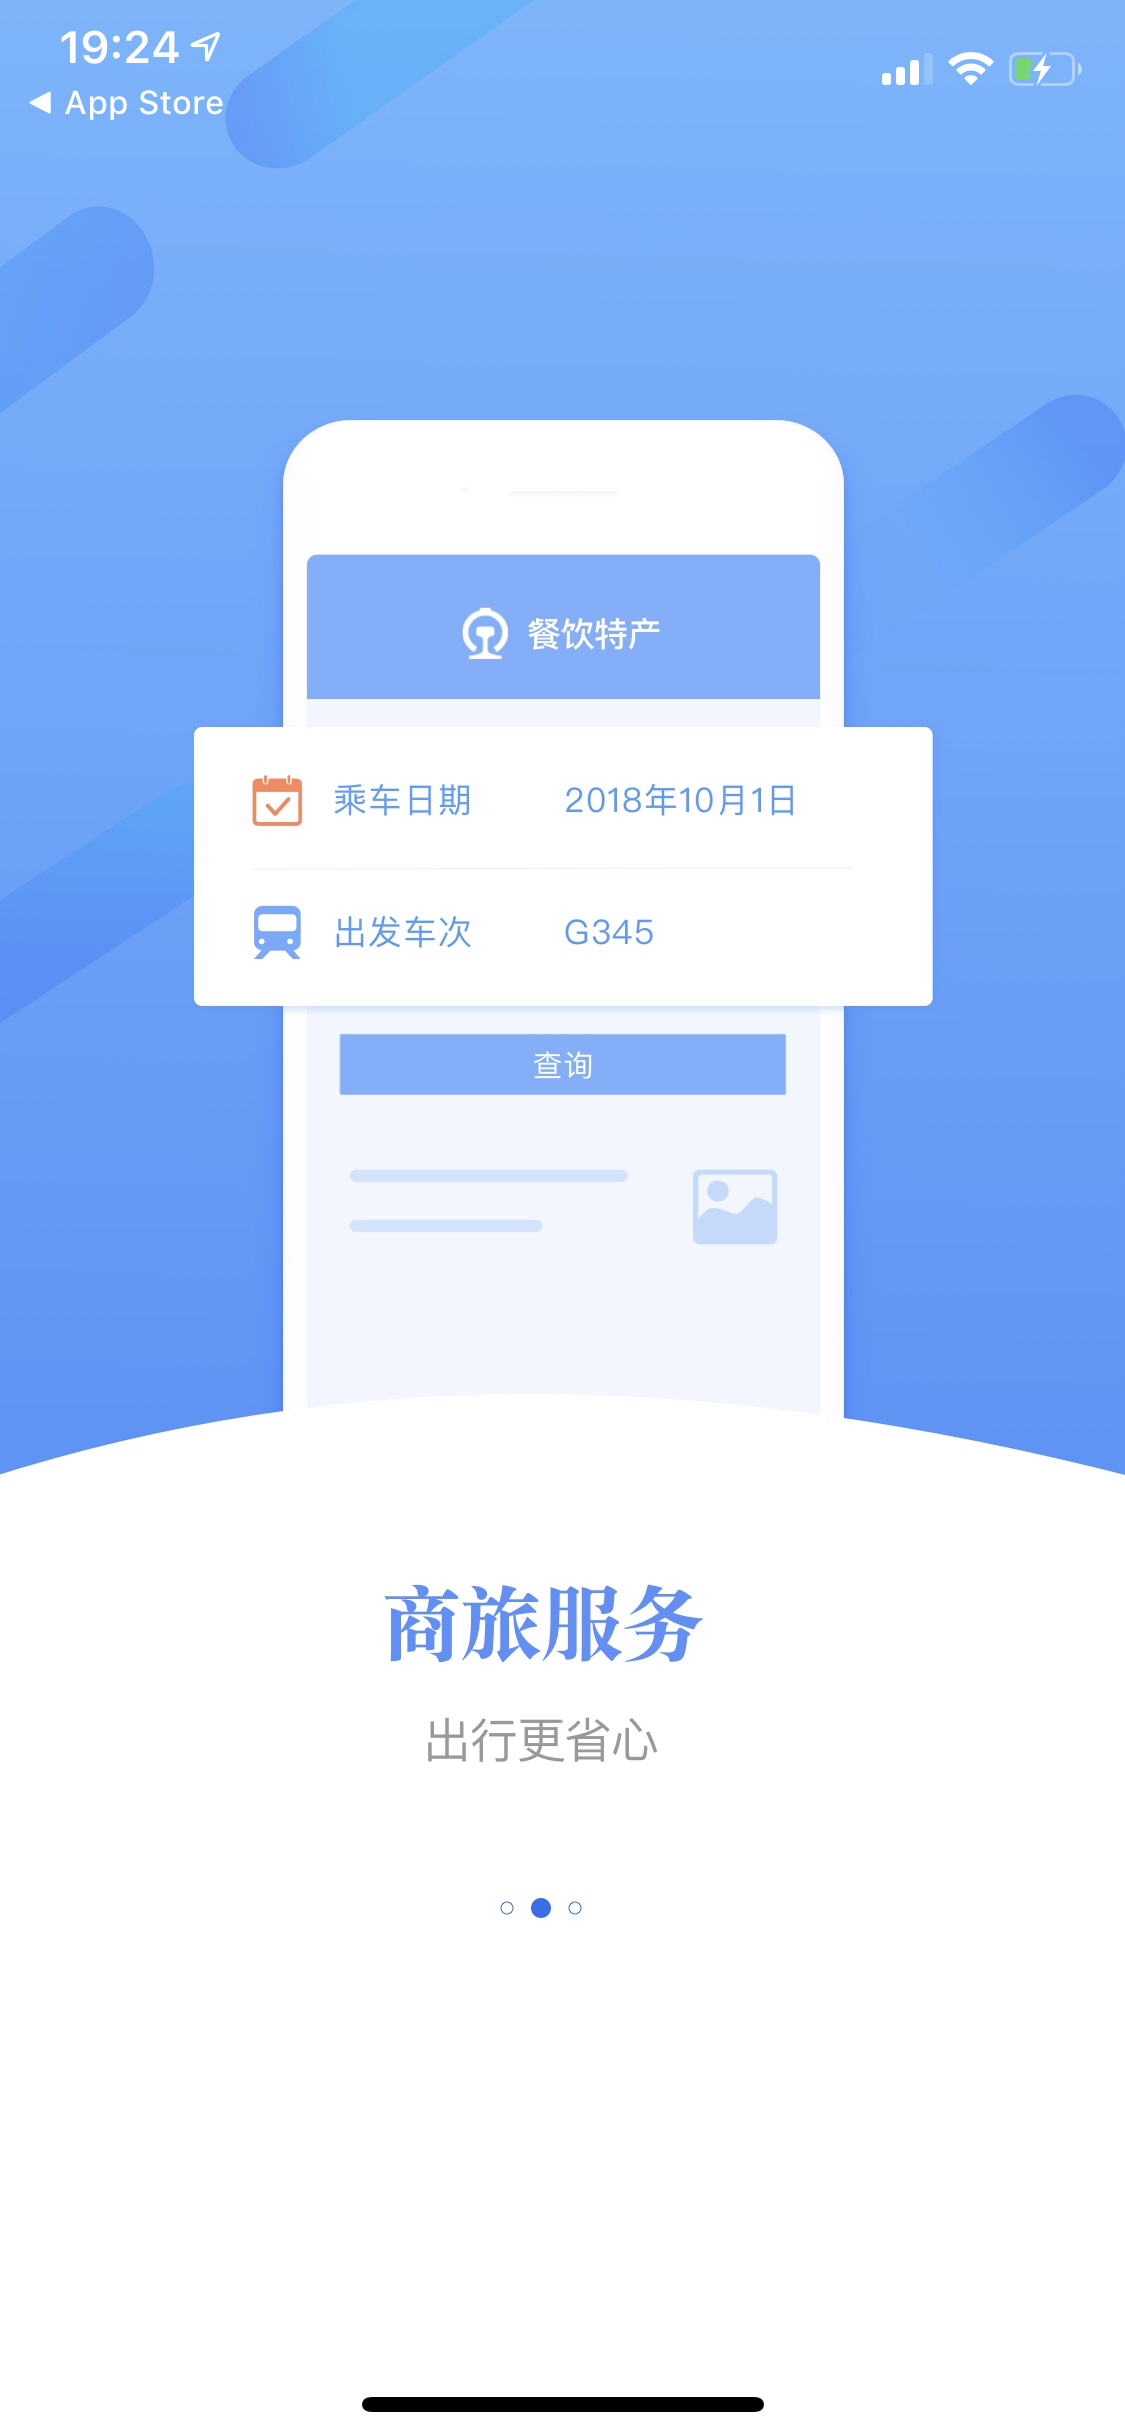 19:24
App Store
餐饮特产
乘车日期 2018年10月1日
出发车次 G345
查询
商旅服务
出行更省心